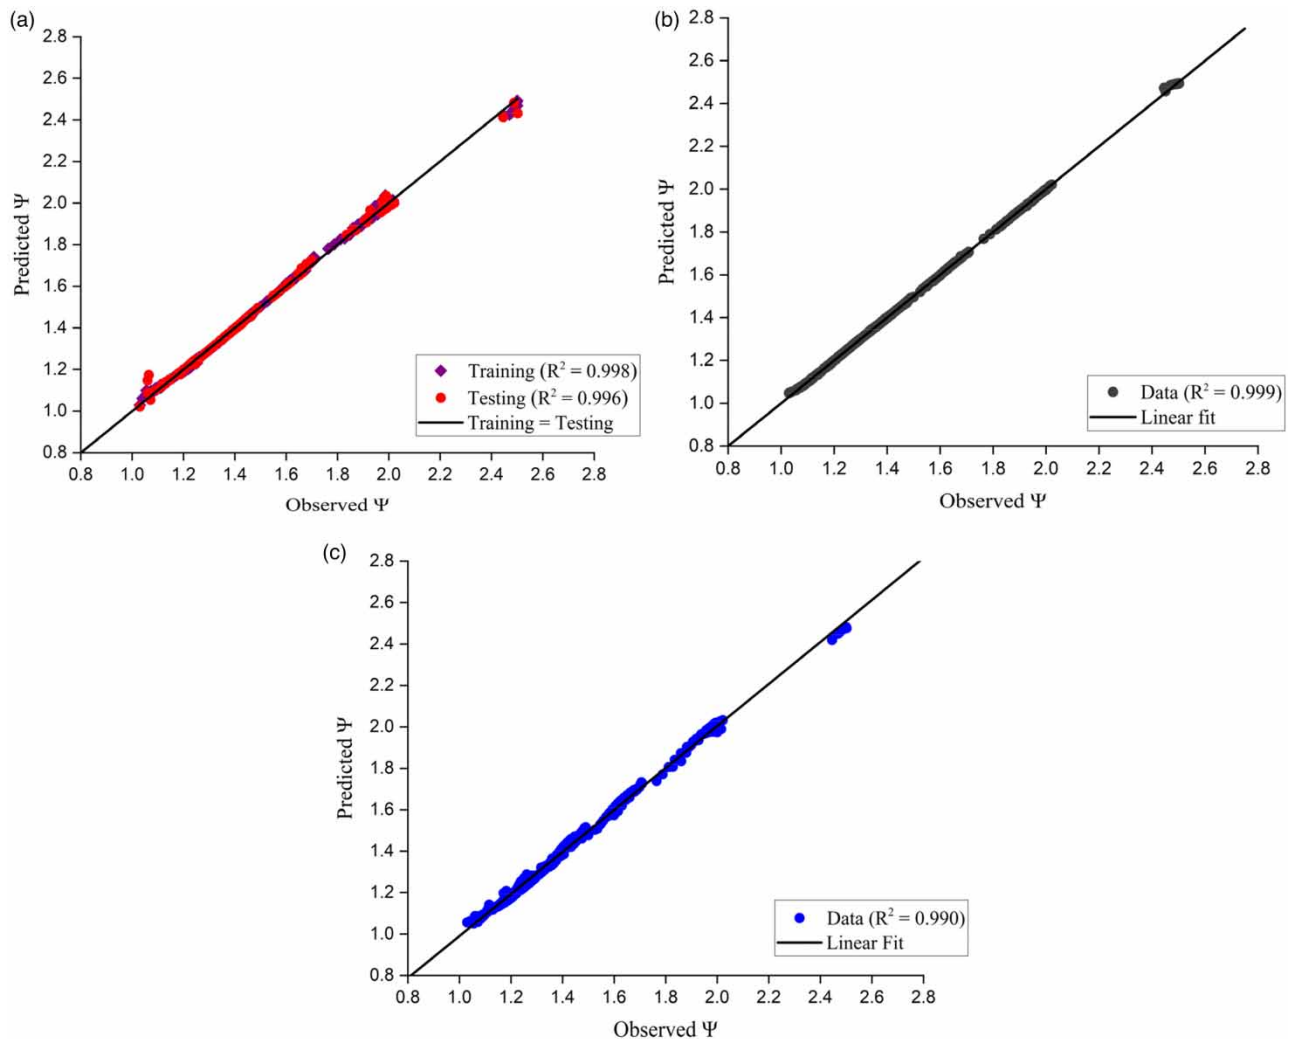 (a)
2.8
2.6
2.4
2.2
2.0
1.8
1.6
1.4
1.2
1.0
0.8
Predicted Ψ
0.8 1.0 1.2 1.4 1.6 1.8 2.0 2.2 2.4 2.6 2.8
Observed Ψ
Training (R² = 0.998)
Testing (R² = 0.996)
Training = Testing
(b)
2.8
2.6
2.4
2.2
2.0
1.8
1.6
1.4
1.2
1.0
0.8
Predicted Ψ
0.8 1.0 1.2 1.4 1.6 1.8 2.0 2.2 2.4 2.6 2.8
Observed Ψ
Data (R² = 0.999)
Linear fit
(c)
2.8
2.6
2.4
2.2
2.0
1.8
1.6
1.4
1.2
1.0
0.8
Predicted Ψ
0.8 1.0 1.2 1.4 1.6 1.8 2.0 2.2 2.4 2.6 2.8
Observed Ψ
Data (R² = 0.990)
Linear Fit